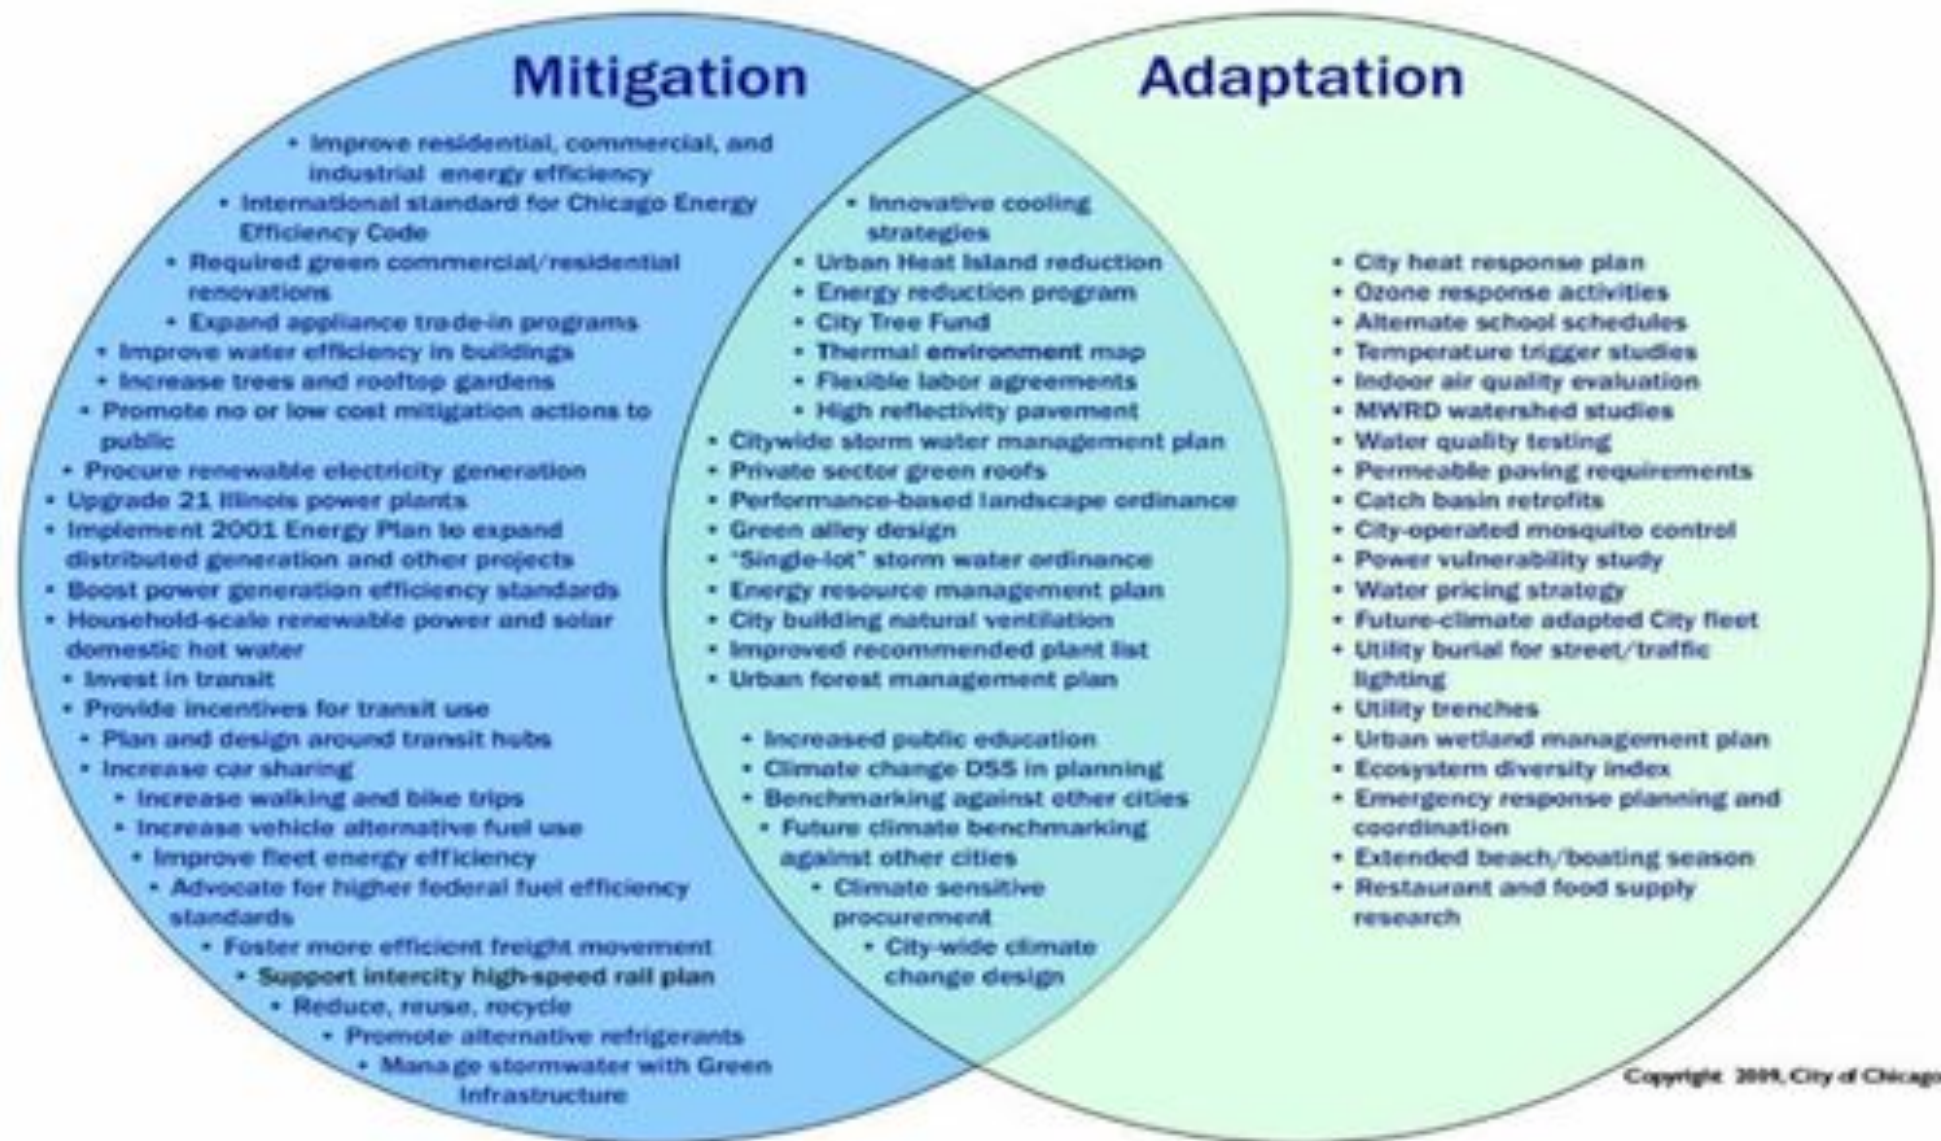 Mitigation
• Improve residential, commercial, and
industrial energy efficiency
• International standard for Chicago Energy
Efficiency Code
• Required green commercial/residential
renovations
• Expand appliance trade-in programs
• Improve water efficiency in buildings
• Increase trees and rooftop gardens
• Promote no or low cost mitigation actions to
public
• Procure renewable electricity generation
• Upgrade 21 Illinois power plants
• Implement 2001 Energy Plan to expand
distributed generation and other projects
• Boost power generation efficiency standards
• Household-scale renewable power and solar
domestic hot water
• Invest in transit
• Provide incentives for transit use
• Plan and design around transit hubs
• Increase car sharing
• Increase walking and bike trips
• Increase vehicle alternative fuel use
• Improve fleet energy efficiency
• Advocate for higher federal fuel efficiency
standards
• Foster more efficient freight movement
• Support intercity high-speed rail plan
• Reduce, reuse, recycle
• Promote alternative refrigerants
• Manage stormwater with Green
Infrastructure
• Innovative cooling
strategies
• Urban Heat Island reduction
• Energy reduction program
• City Tree Fund
• Thermal environment map
• Flexible labor agreements
• High reflectivity pavement
• Citywide storm water management plan
• Private sector green roofs
• Performance-based landscape ordinance
• Green alley design
• "Single-lot" storm water ordinance
• Energy resource management plan
• City building natural ventilation
• Improved recommended plant list
• Urban forest management plan
• Increased public education
• Climate change DSS in planning
• Benchmarking against other cities
• Future climate benchmarking
against other cities
• Climate sensitive
procurement
• City-wide climate
change design
Adaptation
• City heat response plan
• Ozone response activities
• Alternate school schedules
• Temperature trigger studies
• Indoor air quality evaluation
• MWRD watershed studies
• Water quality testing
• Permeable paving requirements
• Catch basin retrofits
• City-operated mosquito control
• Power vulnerability study
• Water pricing strategy
• Future-climate adapted City fleet
• Utility burial for street/traffic
lighting
• Utility trenches
• Urban wetland management plan
• Ecosystem diversity index
• Emergency response planning and
coordination
• Extended beach/boating season
• Restaurant and food supply
research
Copyright 2009, City of Chicago